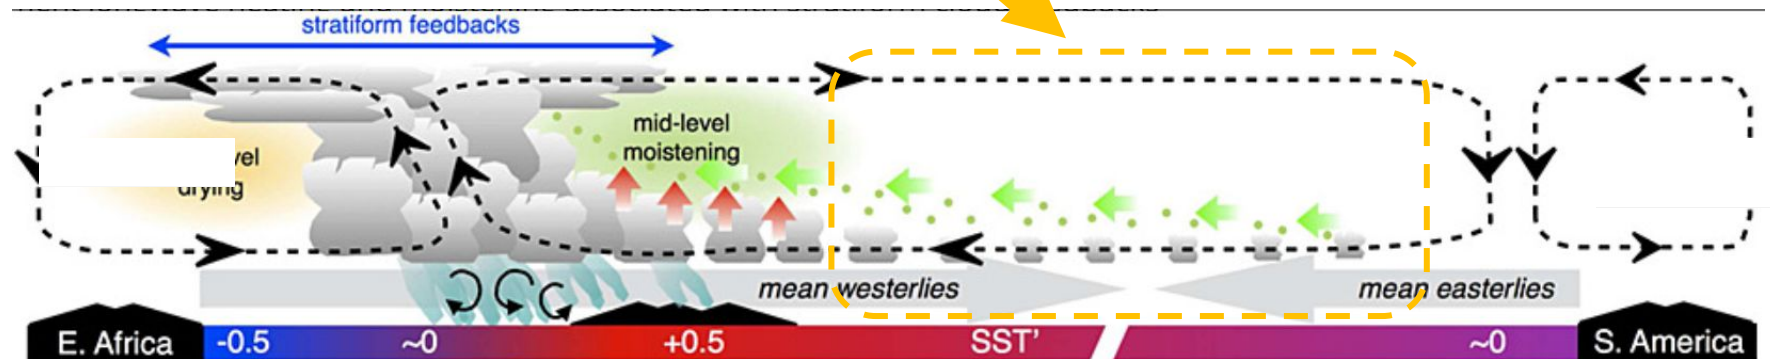 stratiform feedbacks
mid-level
moistening
drying
mean westerlies
mean easterlies
E. Africa
-0.5
~0
+0.5
SST'
~0
S. America